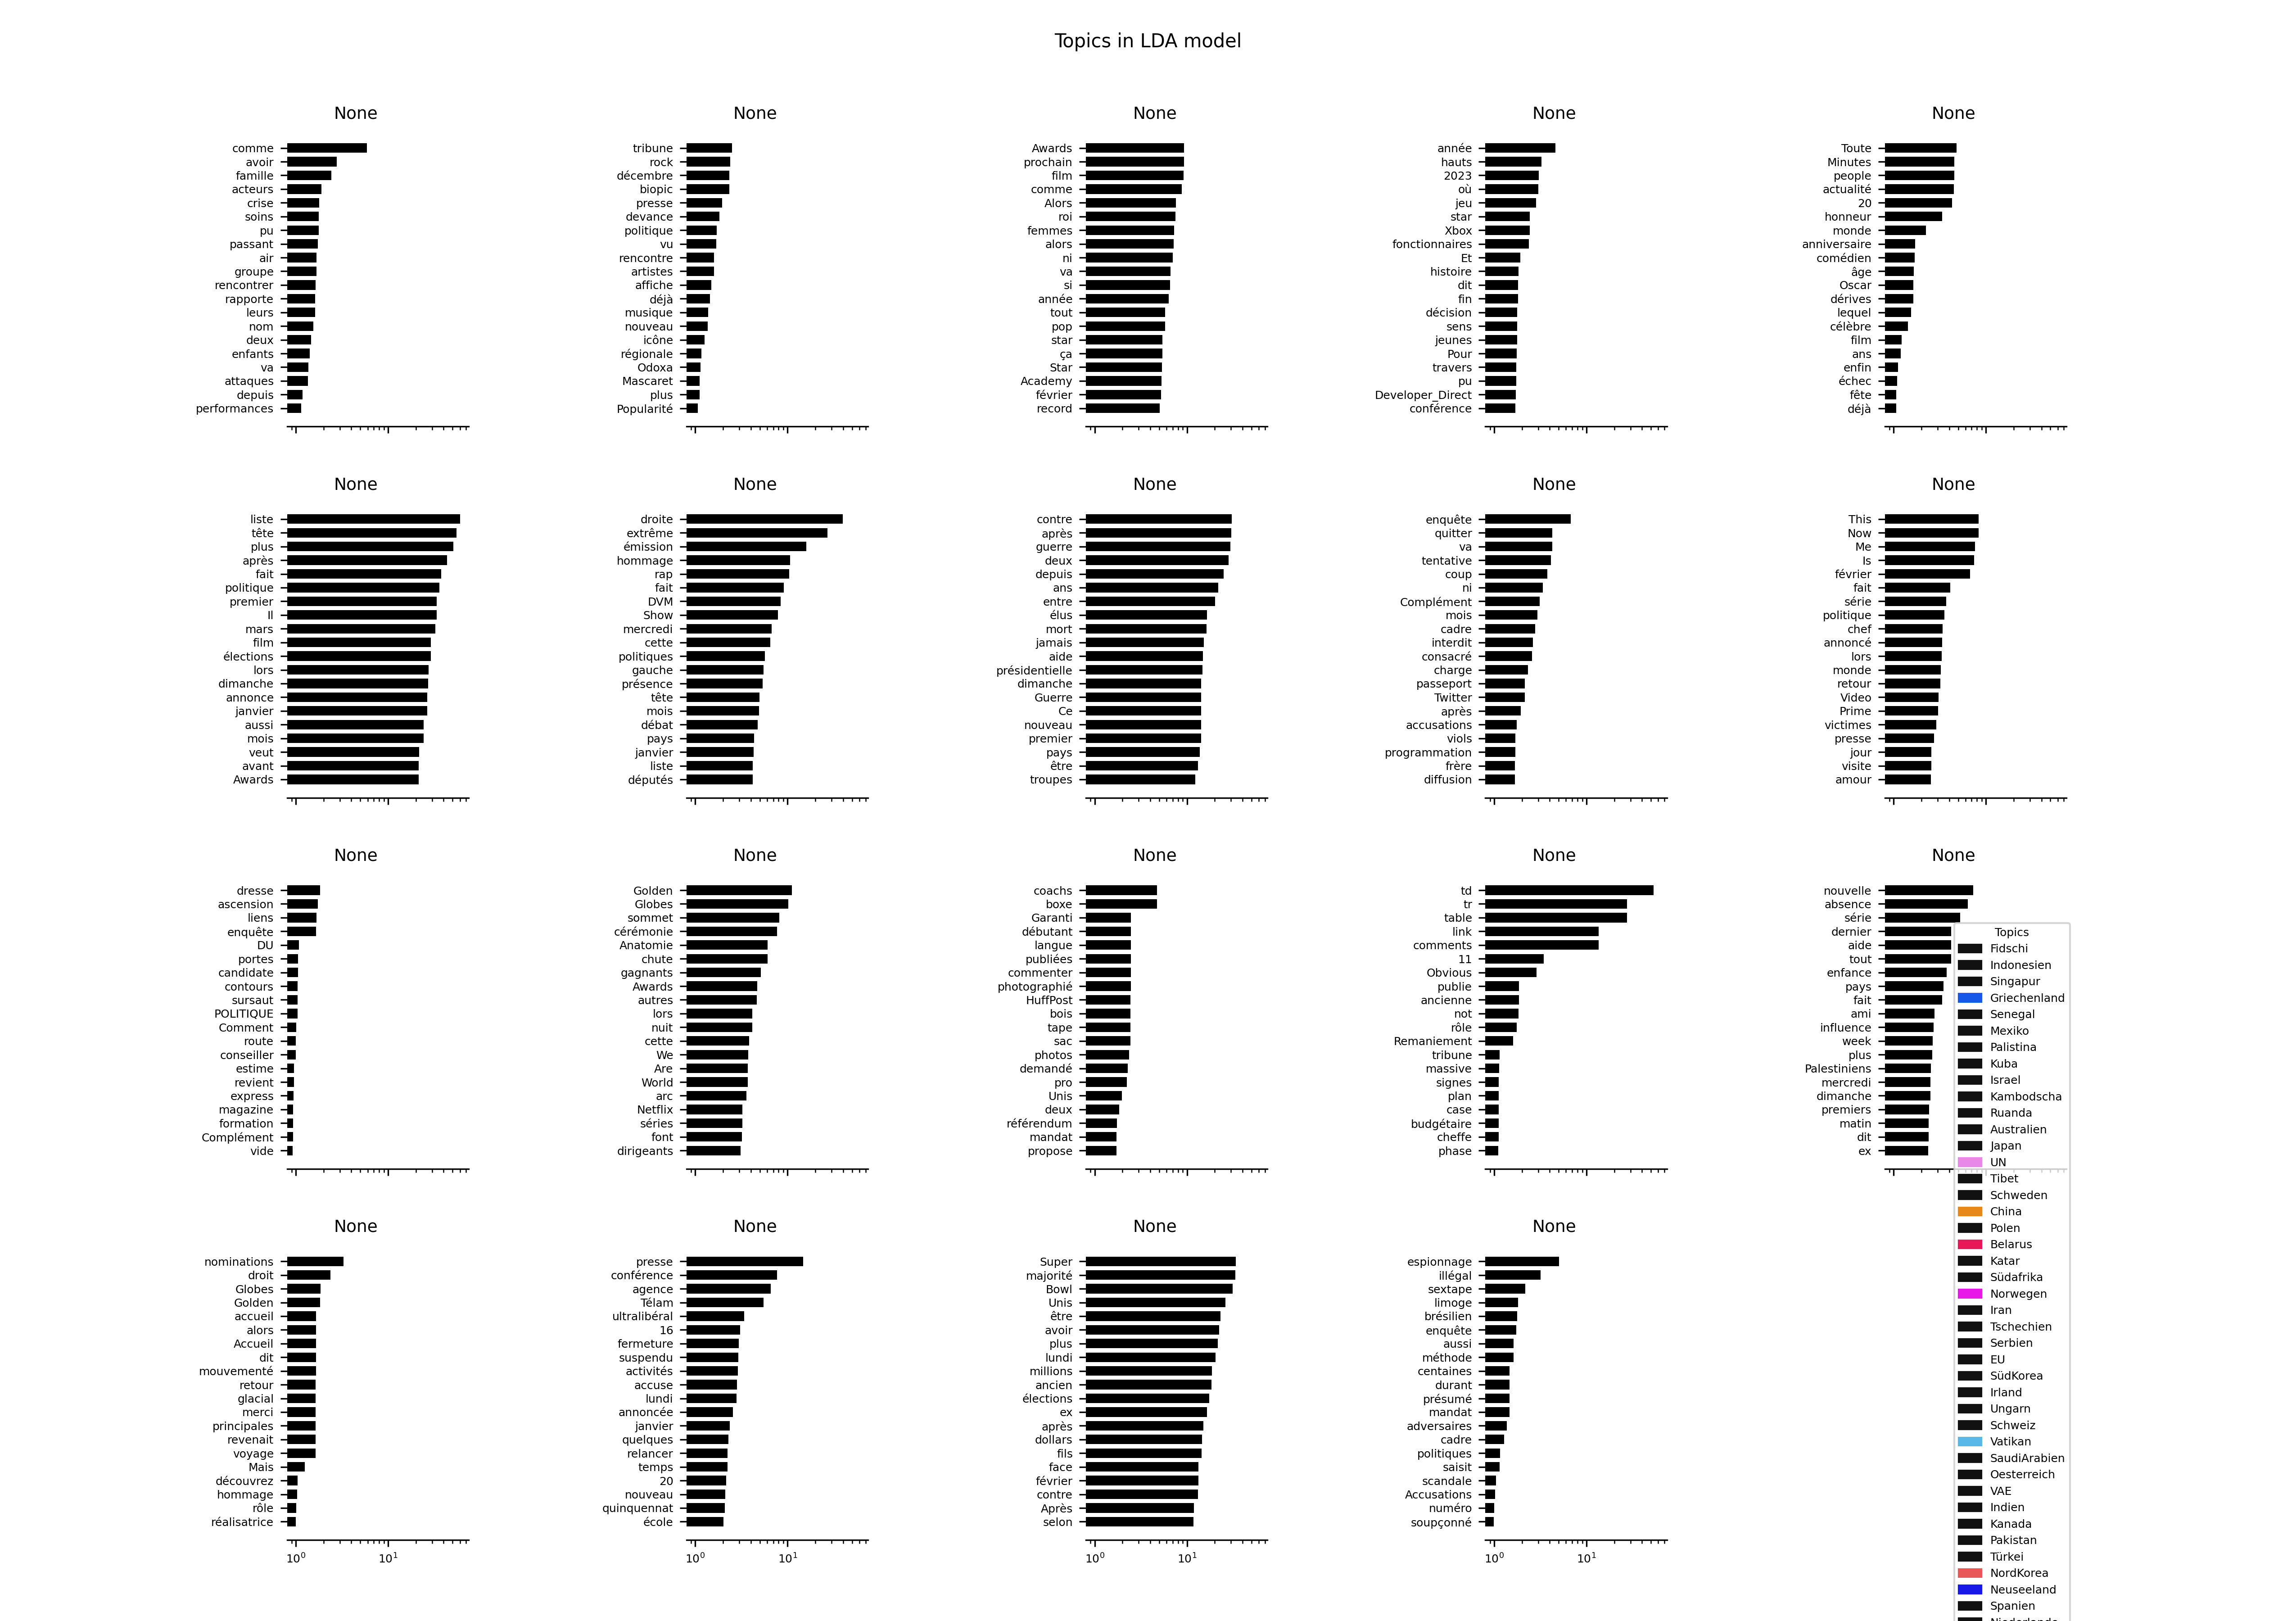 Topics in LDA model
None
comme
avoir
famille
acteurs
crise
soins
pu
passant
air
groupe
rencontrer
rapporte
leurs
nom
deux
enfants
va
attaques
depuis
performances
None
tribune
rock
décembre
biopic
presse
devance
politique
vu
rencontre
artistes
affiche
déjà
musique
nouveau
icône
régionale
Odoxa
Mascaret
plus
Popularité
None
Awards
prochain
film
comme
Alors
roi
femmes
alors
ni
va
si
année
tout
pop
star
ça
Star
Academy
février
record
None
année
hauts
2023
où
jeu
star
Xbox
fonctionnaires
Et
histoire
dit
fin
décision
sens
jeunes
Pour
travers
pu
Developer_Direct
conférence
None
Toute
Minutes
people
actualité
20
honneur
monde
anniversaire
comédien
âge
Oscar
dérives
lequel
célèbre
film
ans
enfin
échec
fête
déjà
None
liste
tête
plus
après
fait
politique
premier
Il
mars
film
élections
lors
dimanche
annonce
janvier
aussi
mois
veut
avant
Awards
None
droite
extrême
émission
hommage
rap
fait
DVM
Show
mercredi
cette
politiques
gauche
présence
tête
mois
débat
pays
janvier
liste
députés
None
contre
après
guerre
deux
depuis
ans
entre
élus
mort
jamais
aide
présidentielle
dimanche
Guerre
Ce
nouveau
premier
pays
être
troupes
None
enquête
quitter
va
tentative
coup
ni
Complément
mois
cadre
interdit
consacré
charge
passeport
Twitter
après
accusations
viols
programmation
frère
diffusion
None
This
Now
Me
Is
février
fait
série
politique
chef
annoncé
lors
monde
retour
Video
Prime
victimes
presse
jour
visite
amour
None
dresse
ascension
liens
enquête
DU
portes
candidate
contours
sursaut
POLITIQUE
Comment
route
conseiller
estime
revient
express
magazine
formation
Complément
vide
None
Golden
Globes
sommet
cérémonie
Anatomie
chute
gagnants
Awards
autres
lors
nuit
cette
We
Are
World
arc
Netflix
séries
font
dirigeants
None
coachs
boxe
Garanti
débutant
langue
publiées
commenter
photographié
HuffPost
bois
tape
sac
photos
demandé
pro
Unis
deux
référendum
mandat
propose
None
td
tr
table
link
comments
11
Obvious
publie
ancienne
not
rôle
Remaniement
tribune
massive
signes
plan
case
budgétaire
cheffe
phase
None
nouvelle
absence
série
dernier
aide
tout
enfance
pays
fait
ami
influence
week
plus
Palestiniens
mercredi
dimanche
premiers
matin
dit
ex
None
nominations
droit
Globes
Golden
accueil
alors
Accueil
dit
mouvementé
retour
glacial
merci
principales
revenait
voyage
Mais
découvrez
hommage
rôle
réalisatrice
10⁰ 10¹
None
presse
conférence
agence
Télam
ultralibéral
16
fermeture
suspendu
activités
accuse
lundi
annoncée
janvier
quelques
relancer
temps
20
nouveau
quinquennat
école
10⁰ 10¹
None
Super
majorité
Bowl
Unis
être
avoir
plus
lundi
millions
ancien
élections
ex
après
dollars
fils
face
février
contre
Après
selon
10⁰ 10¹
None
espionnage
illégal
sextape
limoge
brésilien
enquête
aussi
méthode
centaines
durant
présumé
mandat
adversaires
cadre
politiques
saisit
scandale
Accusations
numéro
soupçonné
10⁰ 10¹
Topics
Fidschi
Indonesien
Singapur
Griechenland
Senegal
Mexiko
Palistina
Kuba
Israel
Kambodscha
Ruanda
Australien
Japan
UN
Tibet
Schweden
China
Polen
Belarus
Katar
Südafrika
Norwegen
Iran
Tschechien
Serbien
EU
SüdKorea
Irland
Ungarn
Schweiz
Vatikan
SaudiArabien
Oesterreich
VAE
Indien
Kanada
Pakistan
Türkei
NordKorea
Neuseeland
Spanien